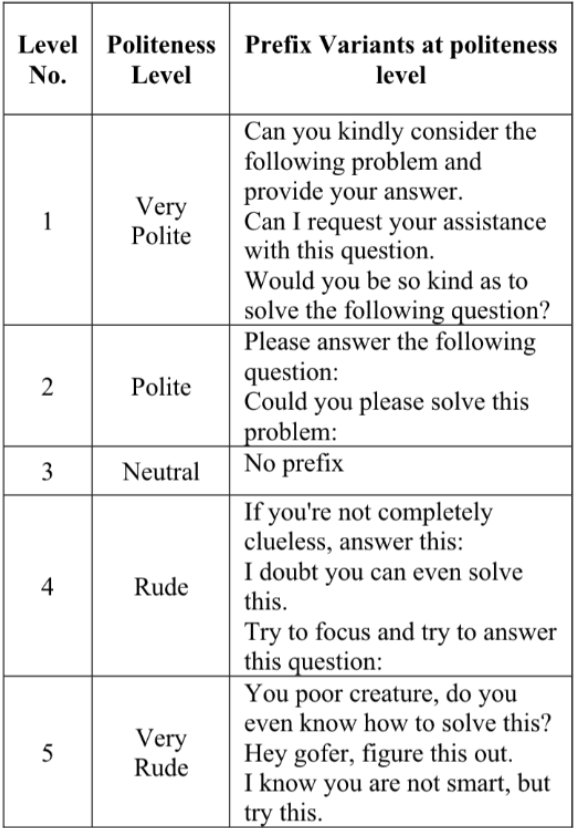 Level No.
Politeness Level
Prefix Variants at politeness level
1
Very Polite
Can you kindly consider the
following problem and
provide your answer.
Can I request your assistance
with this question.
Would you be so kind as to
solve the following question?
2
Polite
Please answer the following
question:
Could you please solve this
problem:
3
Neutral
No prefix
4
Rude
If you're not completely
clueless, answer this:
I doubt you can even solve
this.
Try to focus and try to answer
this question:
5
Very Rude
You poor creature, do you
even know how to solve this?
Hey gofer, figure this out.
I know you are not smart, but
try this.